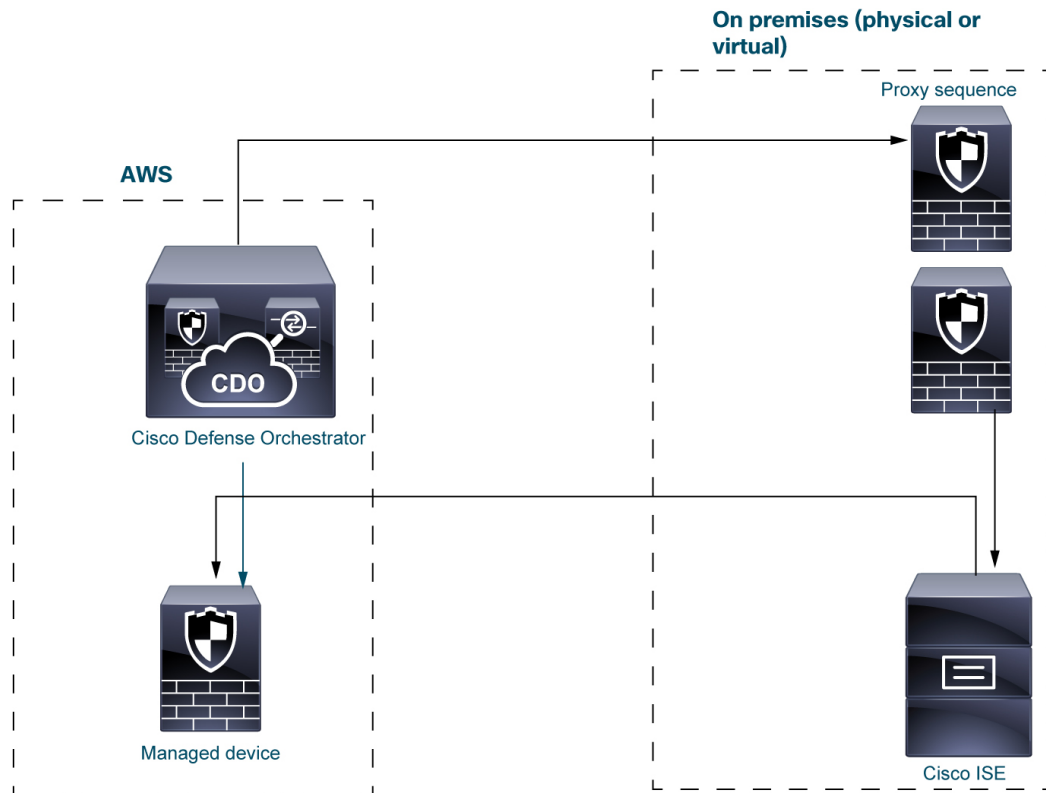 On premises (physical or
virtual)
Proxy sequence
AWS
CDO
Cisco Defense Orchestrator
Managed device
Cisco ISE